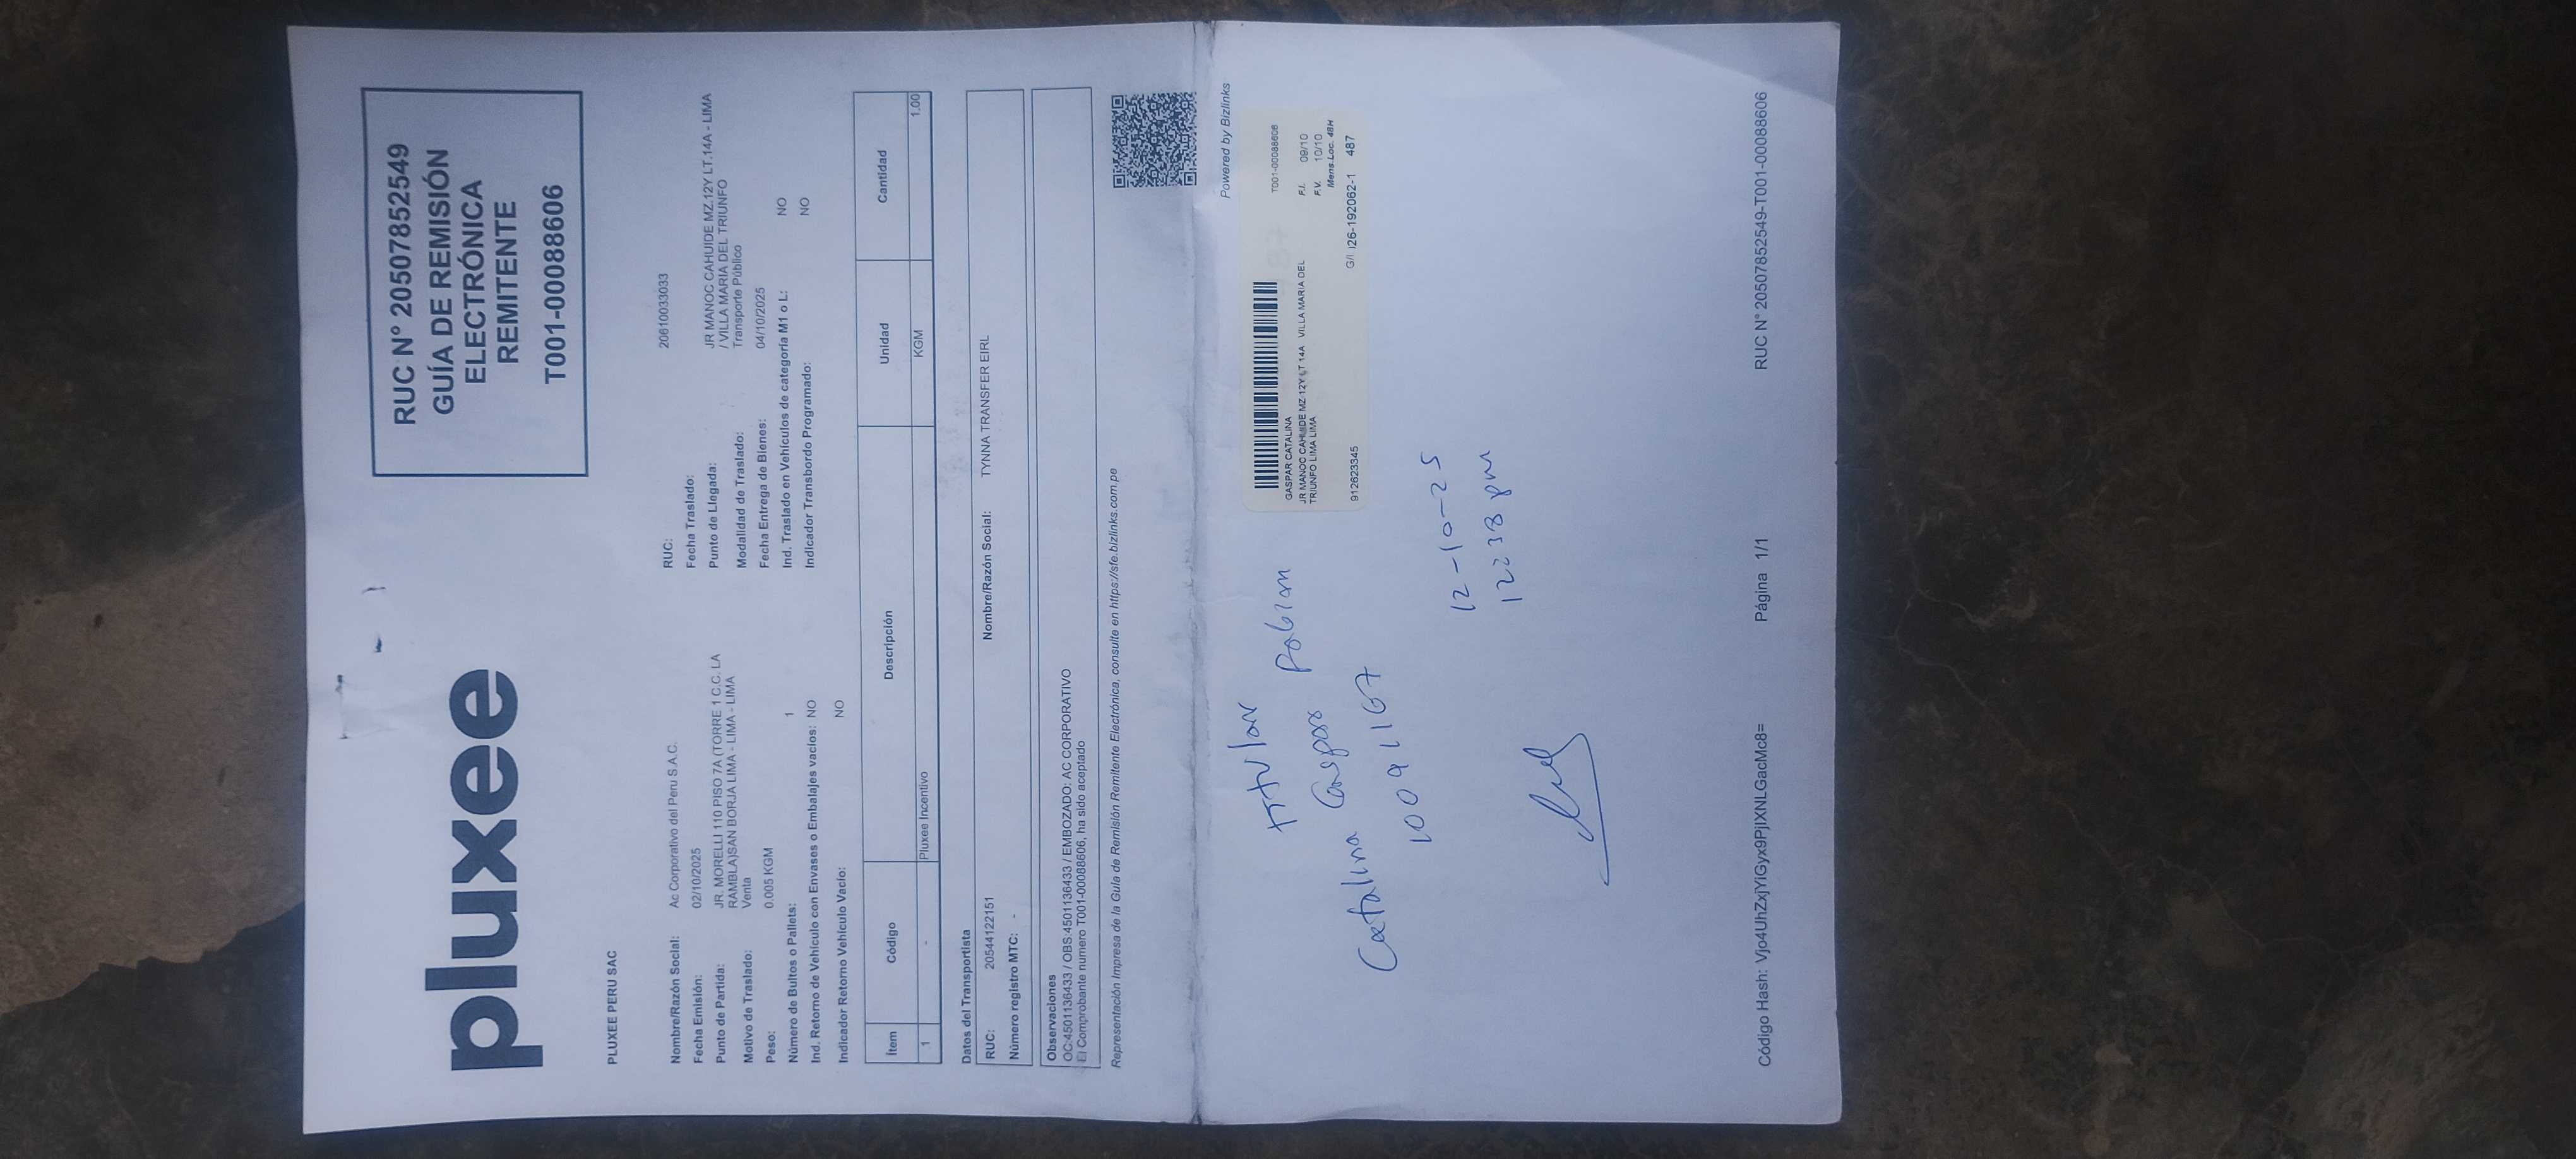 pluxee
RUC N° 20507852549
GUÍA DE REMISIÓN
ELECTRÓNICA
REMITENTE
T001-00088606
PLUXEE PERU SAC
Nombre/Razón Social: Ac Corporativo del Peru S.A.C.
RUC: 20610033033
Fecha Emisión: 02/10/2025
Fecha Traslado:
Punto de Partida: JR. MORELLI 110 PISO 7A (TORRE 1 C.C. LA
RAMBLA)SAN BORJA LIMA - LIMA - LIMA
Punto de Llegada: JR MANOC CAHUIDE MZ.12Y LT.14A - LIMA
/ VILLA MARIA DEL TRIUNFO
Motivo de Traslado: Venta
Modalidad de Traslado: Transporte Público
Peso: 0.005 KGM
Fecha Entrega de Bienes: 04/10/2025
Número de Bultos o Pallets: 1
Ind. Traslado en Vehículos de categoría M1 o L: NO
Ind. Retorno de Vehículo con Envases o Embalajes vacíos: NO
Indicador Transbordo Programado: NO
Indicador Retorno Vehículo Vacío: NO
Ítem Código Descripción Unidad Cantidad
1 - Pluxee Incentivo KGM 1.00
Datos del Transportista
RUC: 20544122151 Nombre/Razón Social: TYNNA TRANSFER EIRL
Número registro MTC: -
Observaciones
OC:4501136433 / OBS:4501136433 / EMBOZADO: AC CORPORATIVO
El Comprobante numero T001-00088606, ha sido aceptado
Representación Impresa de la Guía de Remisión Remitente Electrónica, consulte en https://sfe.bizlinks.com.pe
Powered by Bizlinks
T001-00088606
GASPAR CATALINA
JR MANOC CAHUIDE MZ.12Y LT 14A VILLA MARIA DEL
TRIUNFO LIMA LIMA
F.I. 09/10
F.V. 10/10
Mens Loc. 48H
912623345 G/I I26-192062-1 487
Titular
Catalina Gaspar Pablan
10091167
12-10-25
12:38 pm
Código Hash: Vjo4UhZxjYiGyx9PjIXNLGacMc8= Página 1/1 RUC N° 20507852549-T001-00088606